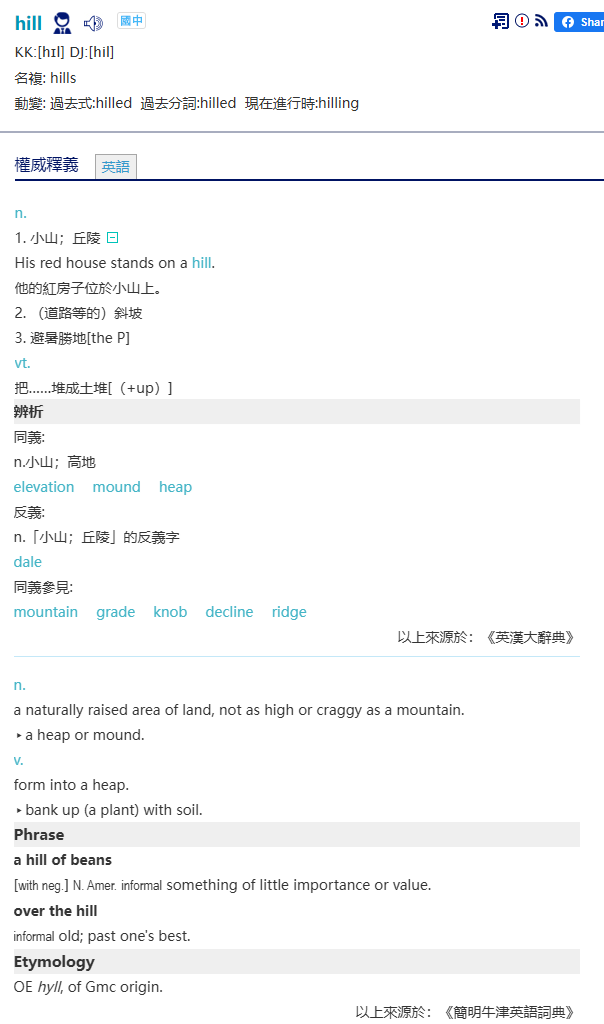 hill 國中 Shar
KK:[hɪl] DJ:[hil]
名複: hills
動變: 過去式:hilled 過去分詞:hilled 現在進行時:hilling
權威釋義 英語
n.
1. 小山；丘陵
His red house stands on a hill.
他的紅房子位於小山上。
2. （道路等的）斜坡
3. 避暑勝地[the P]
vt.
把......堆成土堆[（+up）]
辨析
同義:
n.小山；高地
elevation mound heap
反義:
n.「小山；丘陵」的反義字
dale
同義參見:
mountain grade knob decline ridge
以上來源於：《英漢大辭典》
n.
a naturally raised area of land, not as high or craggy as a mountain.
‣ a heap or mound.
v.
form into a heap.
‣ bank up (a plant) with soil.
Phrase
a hill of beans
[with neg.] N. Amer. informal something of little importance or value.
over the hill
informal old; past one's best.
Etymology
OE hyll, of Gmc origin.
以上來源於：《簡明牛津英語詞典》